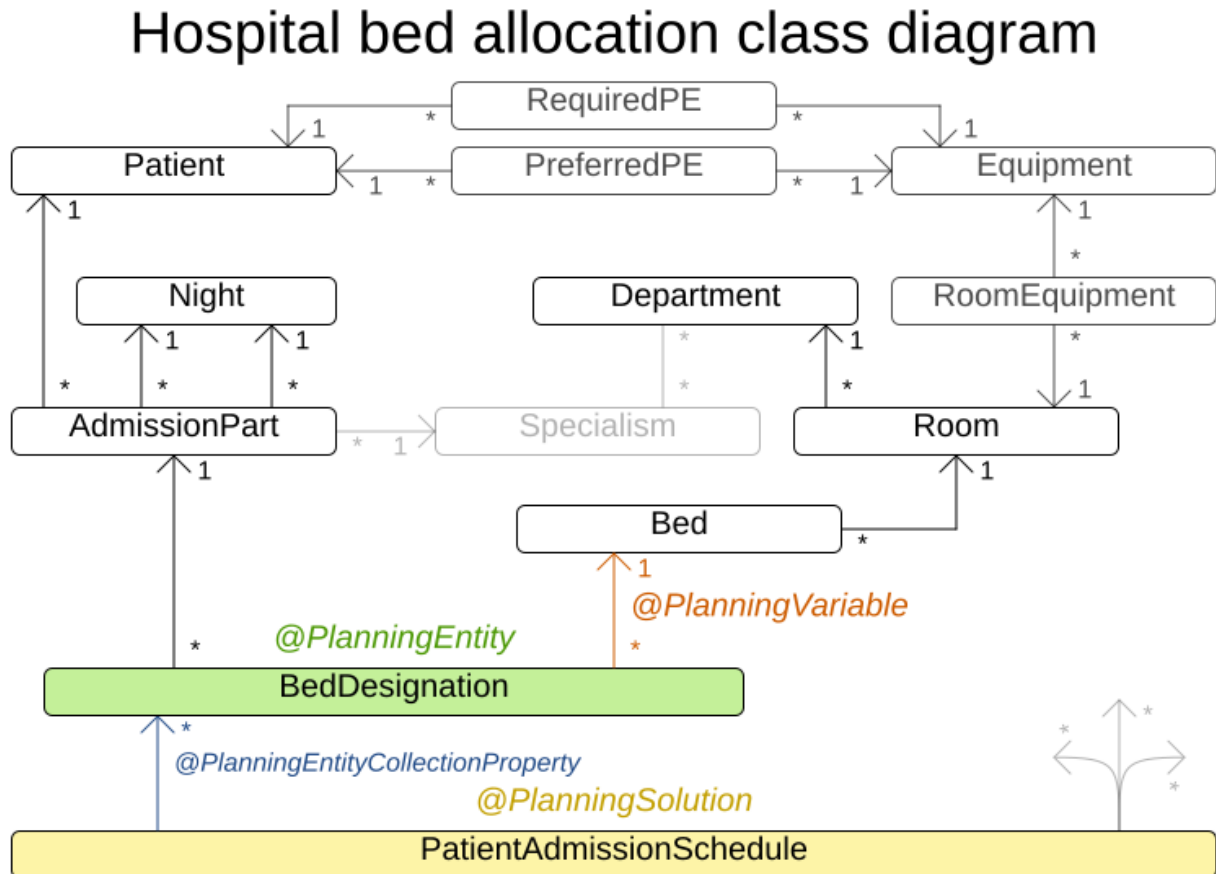 Hospital bed allocation class diagram
RequiredPE
* *
1 1
Patient PreferredPE Equipment
1 * * 1
1 1
*
Night Department RoomEquipment
1 1 * 1 *
* * * * * 1
AdmissionPart Specialism Room
* 1
1 1
Bed
*
1
@PlanningVariable
@PlanningEntity
* *
BedDesignation
* * *
@PlanningEntityCollectionProperty
*
@PlanningSolution
PatientAdmissionSchedule